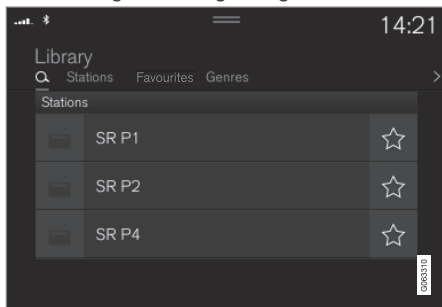 14:21
Library
Stations Favourites Genres
Stations
SR P1
SR P2
SR P4
G063310